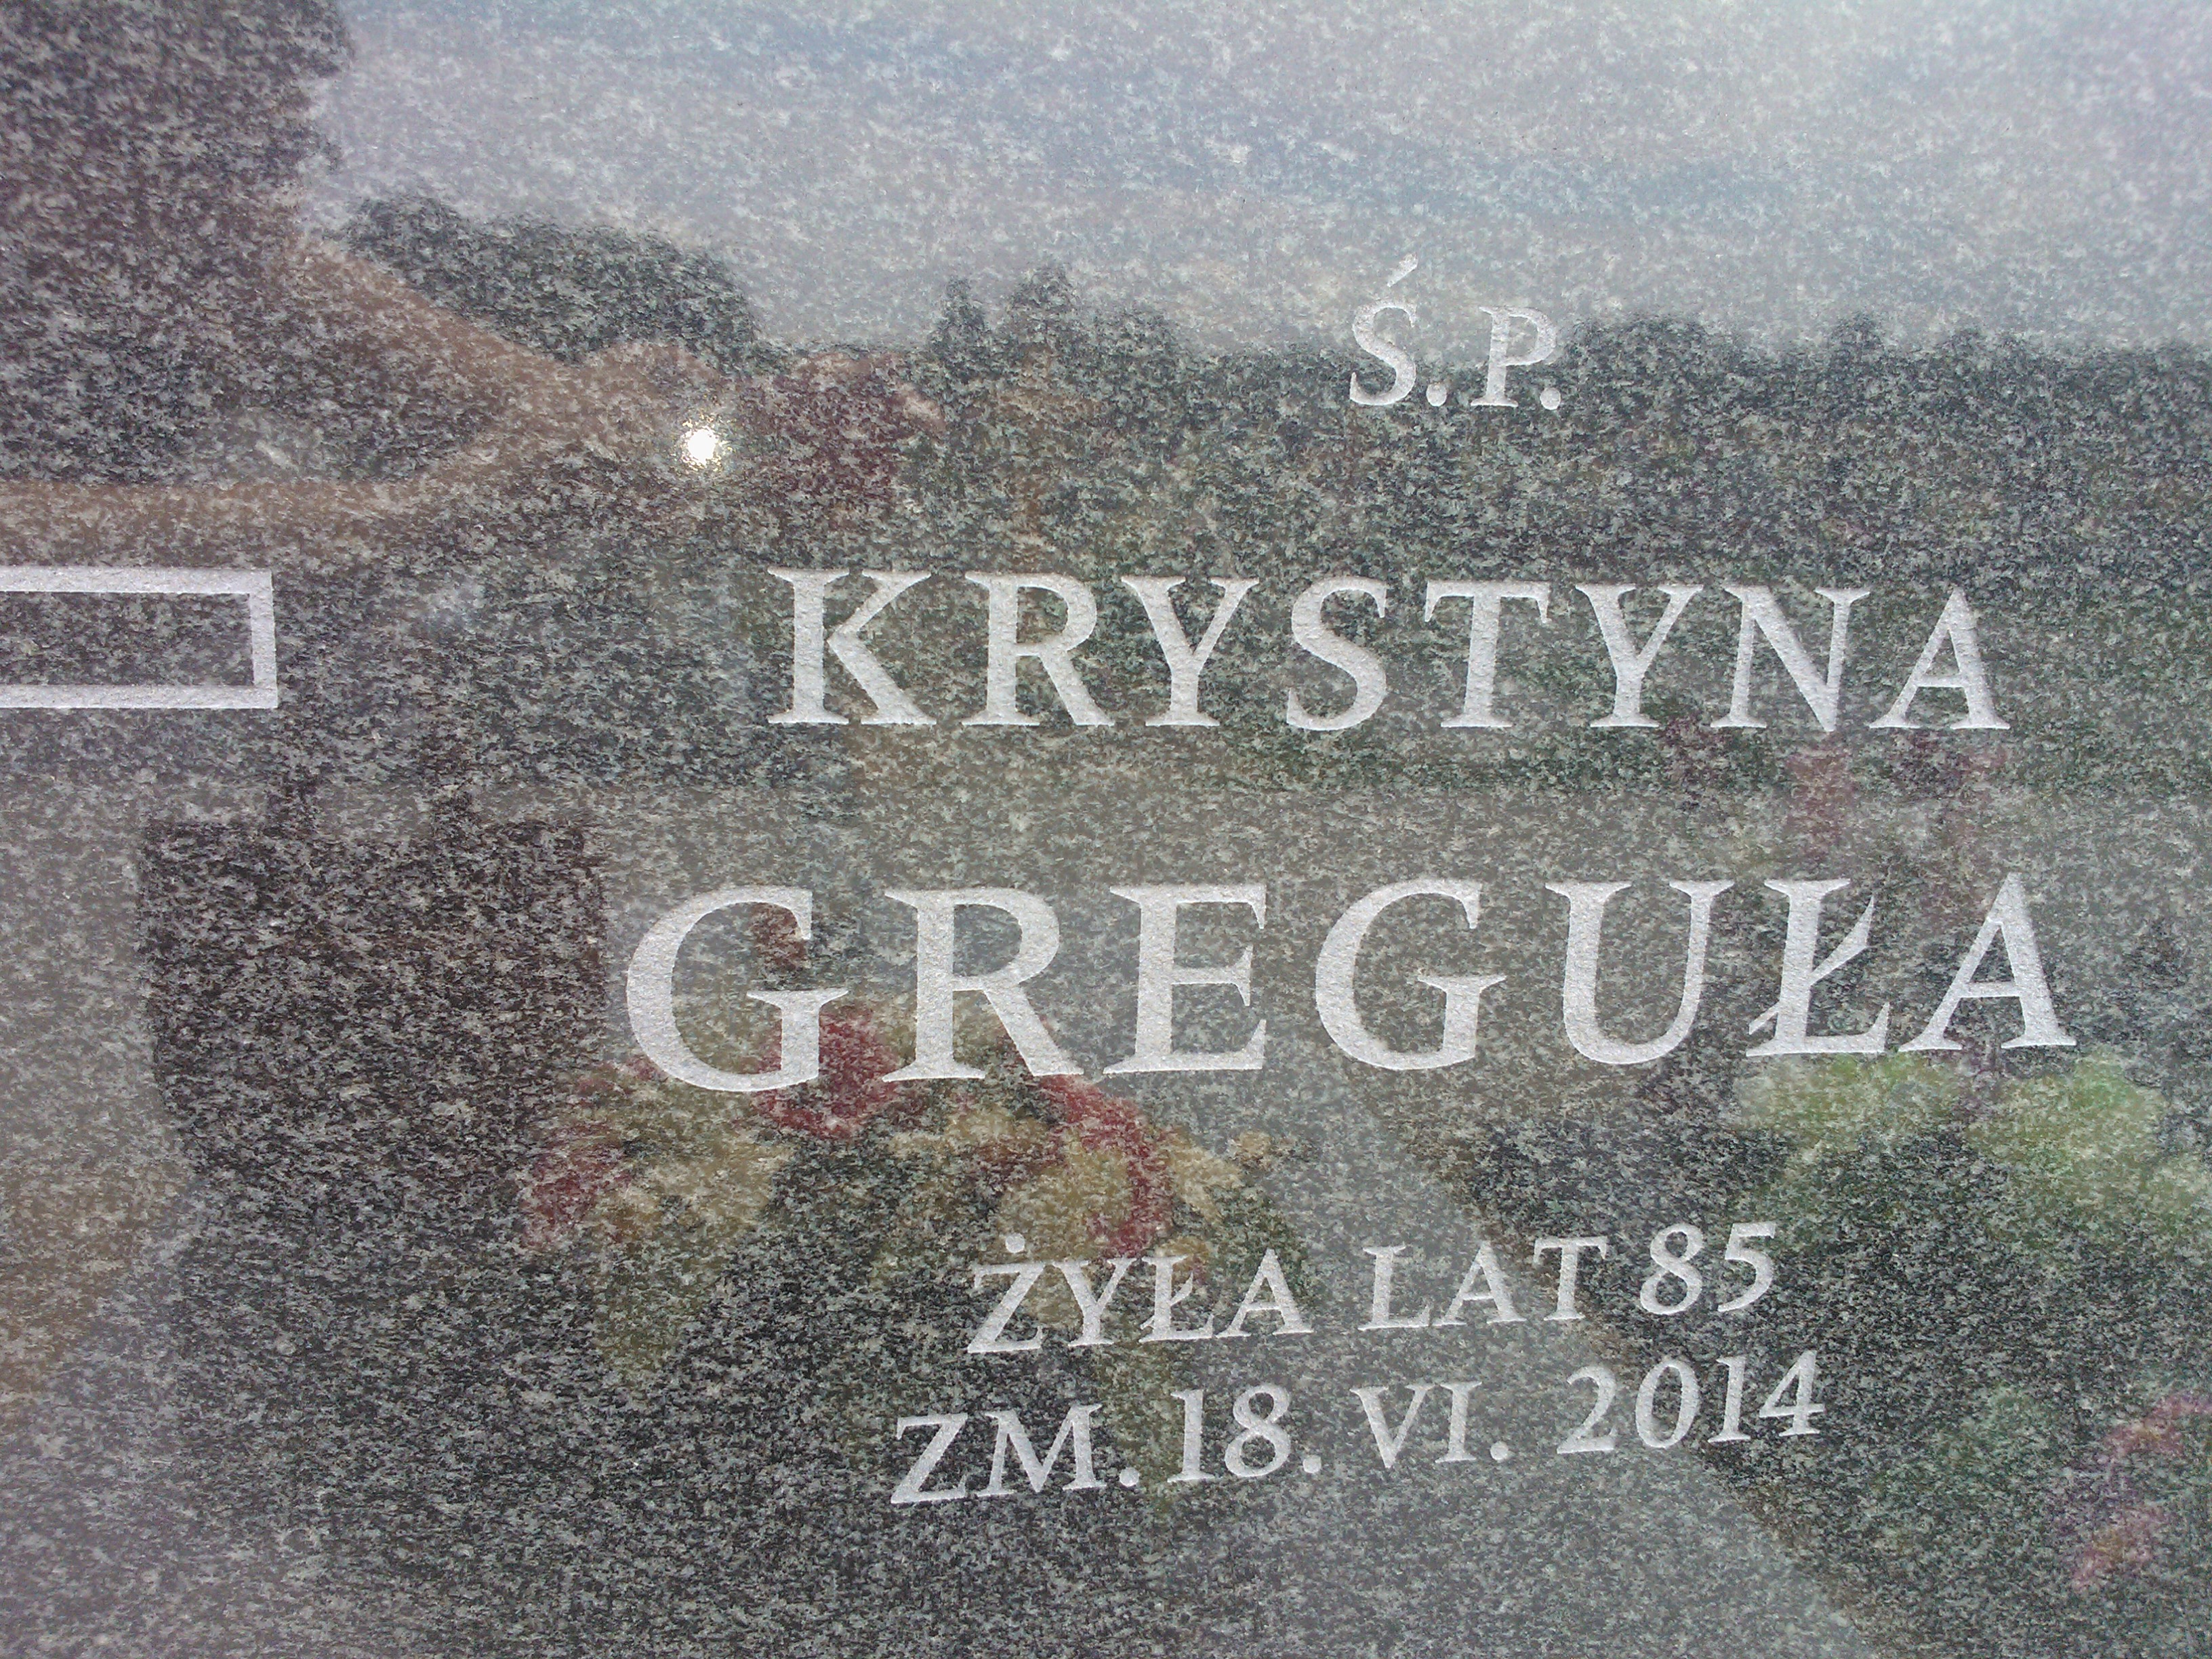 Ś.P.
KRYSTYNA
GREGUŁA
ŻYŁA LAT 85
ZM. 18. VI. 2014